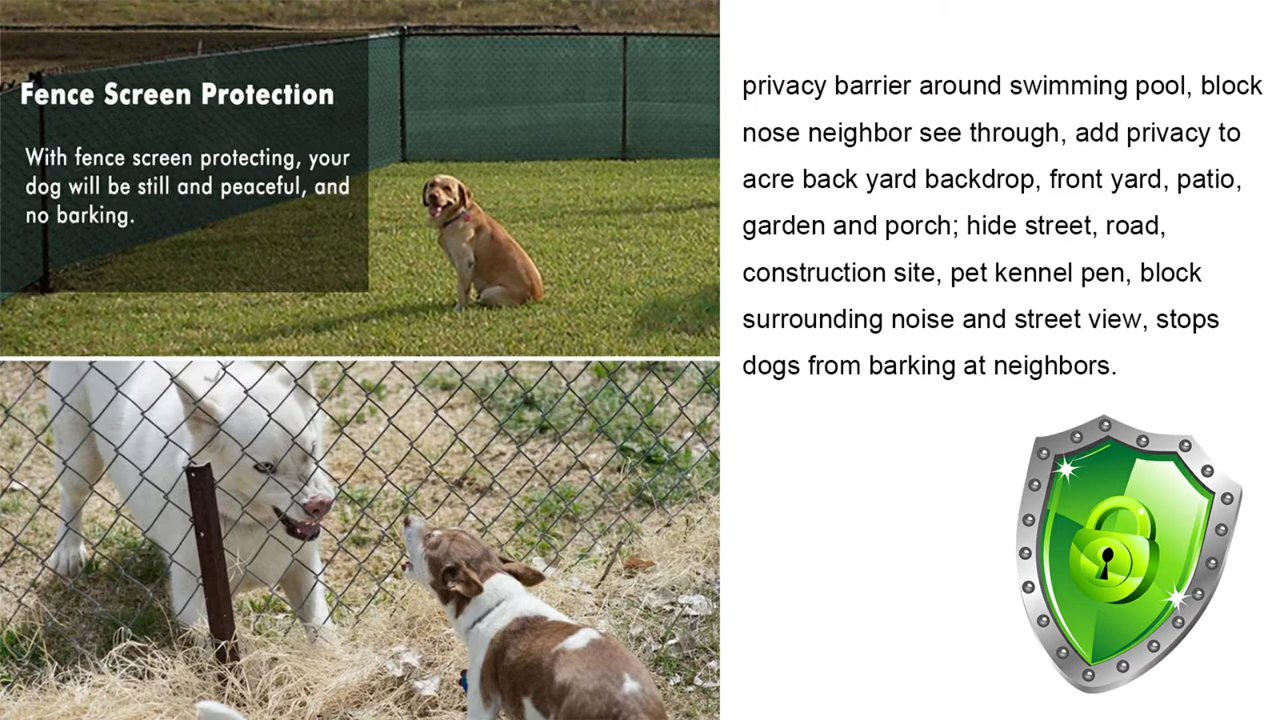 Fence Screen Protection
With fence screen protecting, your
dog will be still and peaceful, and
no barking.
privacy barrier around swimming pool, block
nose neighbor see through, add privacy to
acre back yard backdrop, front yard, patio,
garden and porch; hide street, road,
construction site, pet kennel pen, block
surrounding noise and street view, stops
dogs from barking at neighbors.